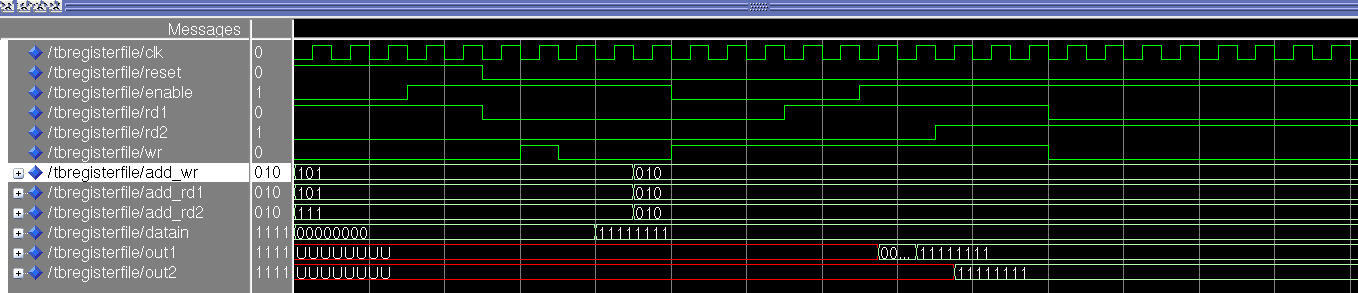 Messages
/tbregisterfile/clk 0
/tbregisterfile/reset 0
/tbregisterfile/enable 1
/tbregisterfile/rd1 0
/tbregisterfile/rd2 1
/tbregisterfile/wr 0
/tbregisterfile/add_wr 010 101 010
/tbregisterfile/add_rd1 010 101 010
/tbregisterfile/add_rd2 010 111 010
/tbregisterfile/datain 1111 00000000 11111111
/tbregisterfile/out1 1111 UUUUUUUU 00... 11111111
/tbregisterfile/out2 1111 UUUUUUUU 11111111